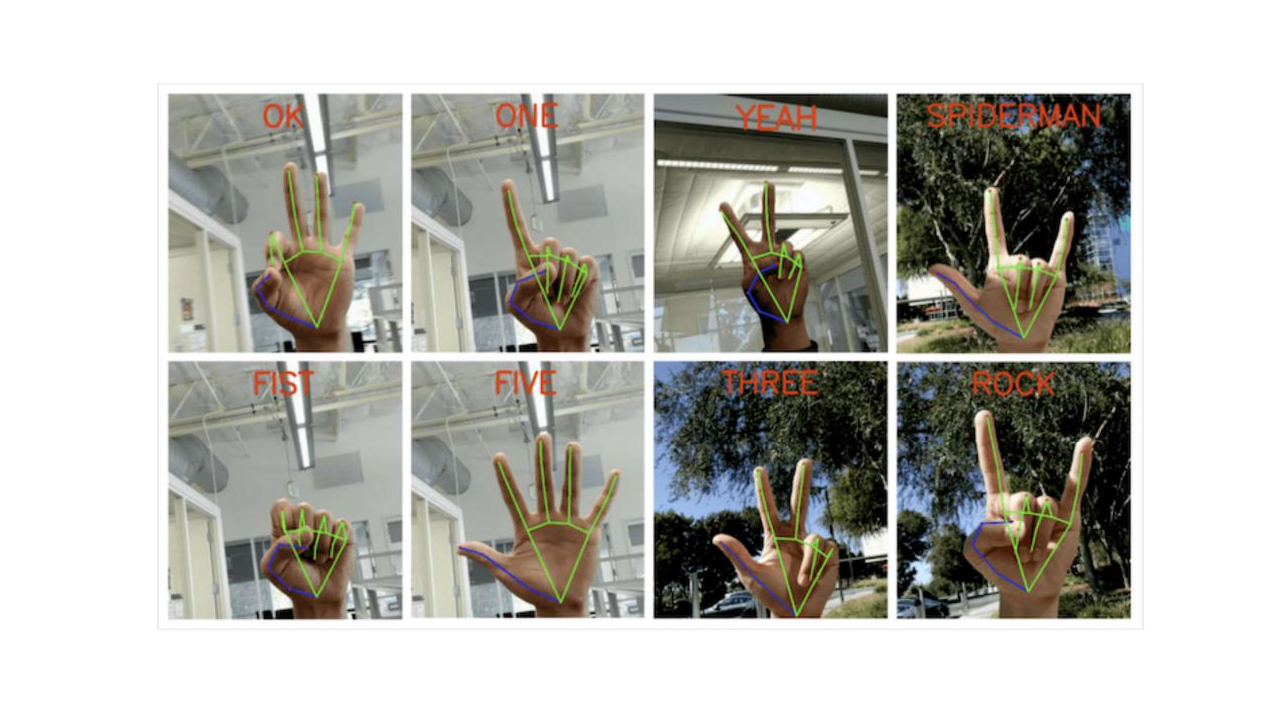 OK
ONE
YEAH
SPIDERMAN
FIST
FIVE
THREE
ROCK